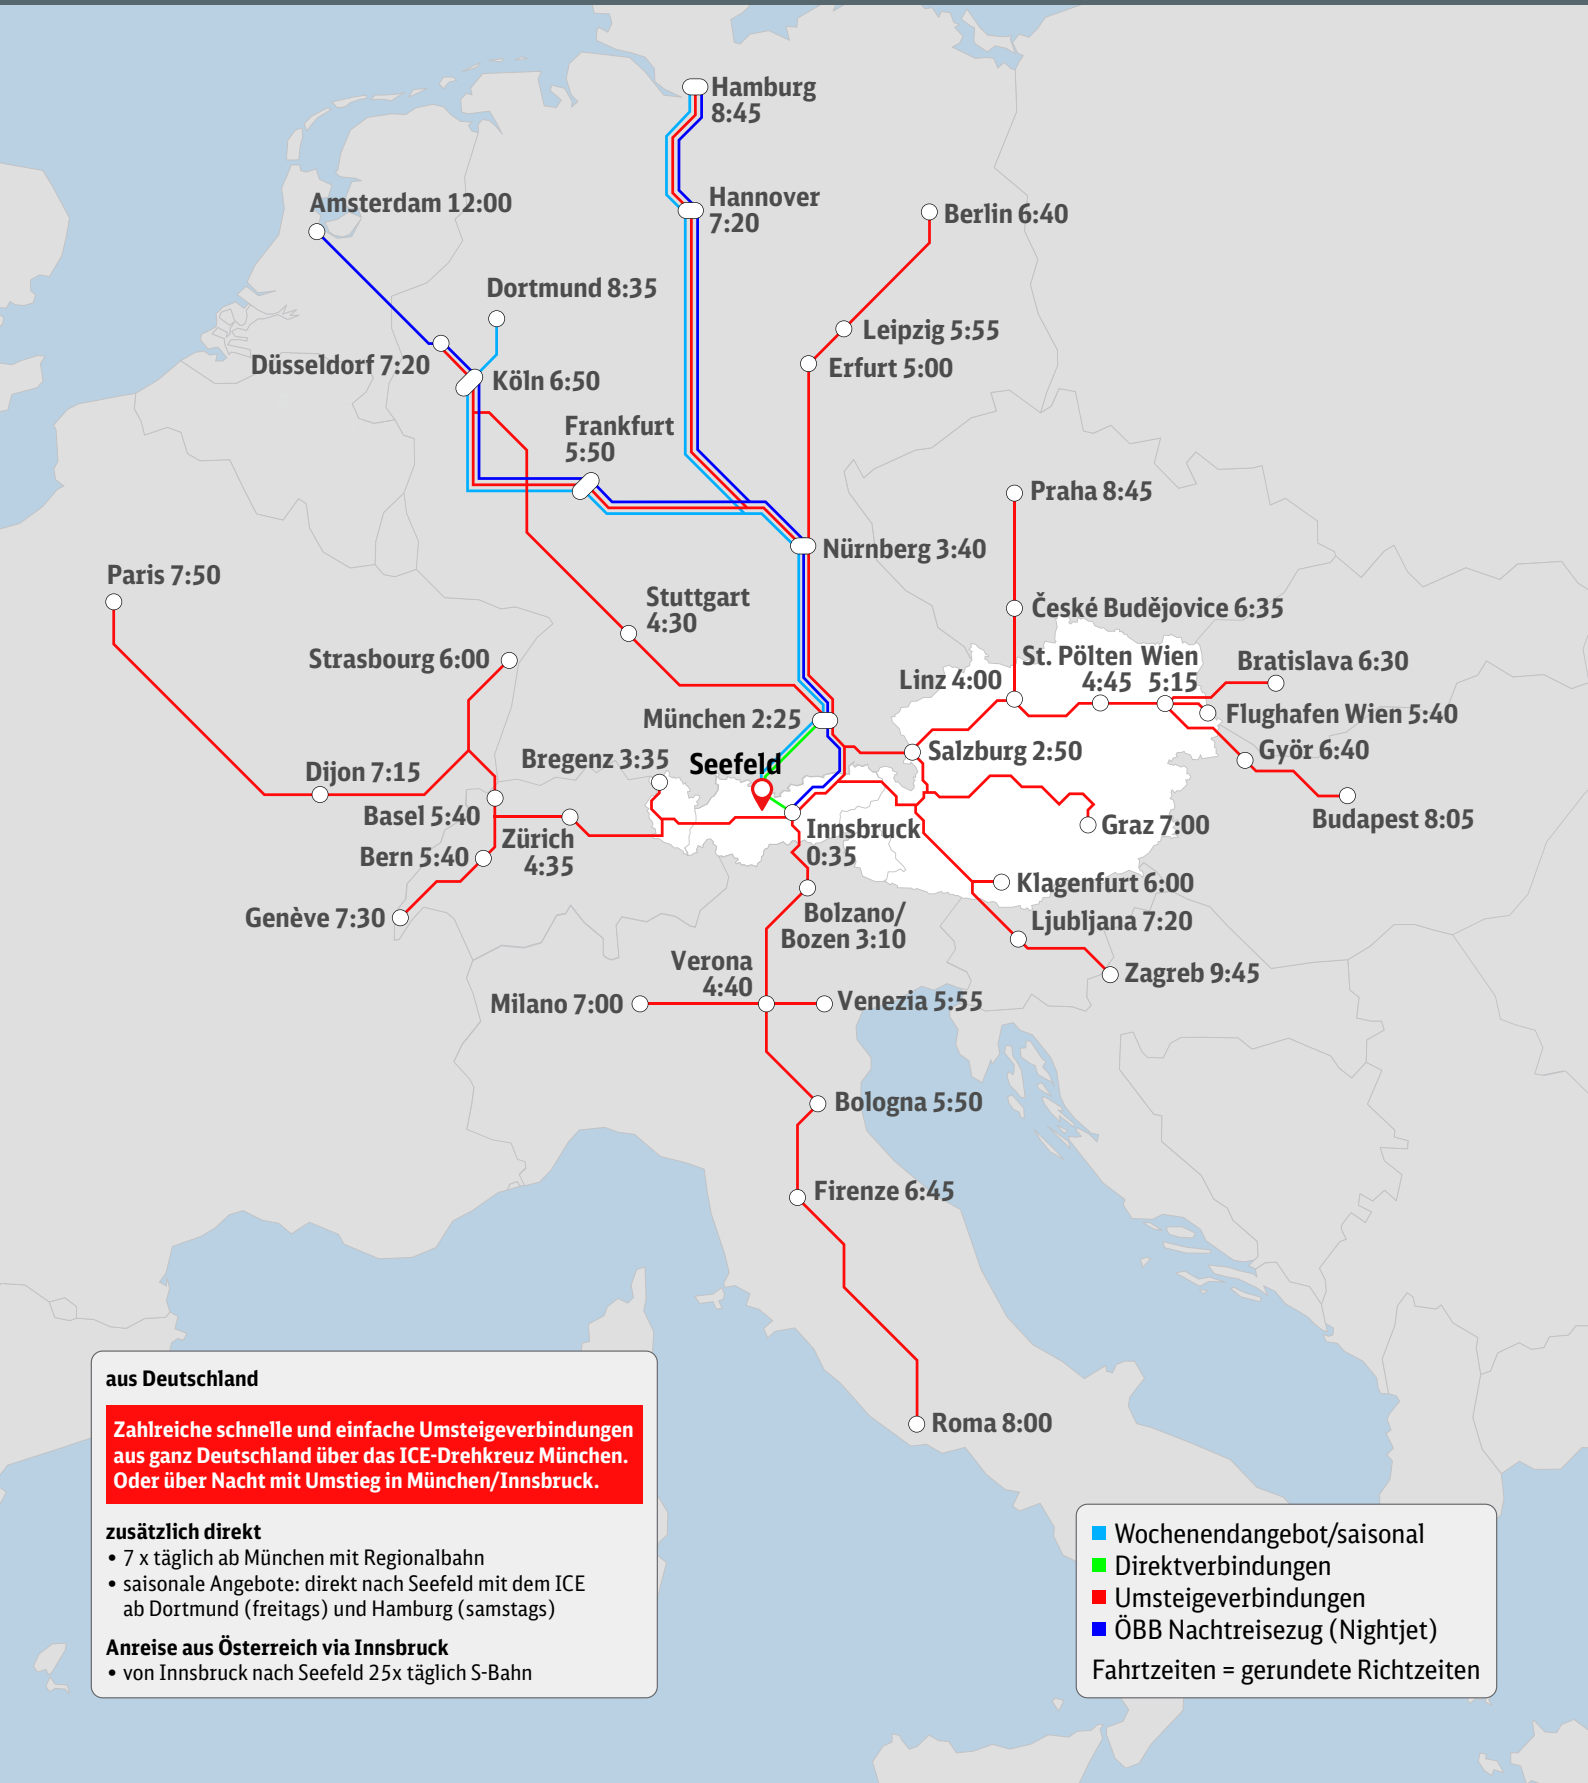 Hamburg
8:45
Hannover
7:20
Amsterdam 12:00
Berlin 6:40
Dortmund 8:35
Leipzig 5:55
Düsseldorf 7:20
Erfurt 5:00
Köln 6:50
Frankfurt
5:50
Praha 8:45
Nürnberg 3:40
Paris 7:50
Stuttgart
4:30
České Budějovice 6:35
Strasbourg 6:00
St. Pölten
4:45
Wien
5:15
Bratislava 6:30
Linz 4:00
München 2:25
Flughafen Wien 5:40
Bregenz 3:35
Seefeld
Salzburg 2:50
Györ 6:40
Dijon 7:15
Basel 5:40
Zürich
4:35
Innsbruck
0:35
Graz 7:00
Budapest 8:05
Bern 5:40
Klagenfurt 6:00
Genève 7:30
Bolzano/
Bozen 3:10
Ljubljana 7:20
Verona
4:40
Zagreb 9:45
Milano 7:00
Venezia 5:55
Bologna 5:50
Firenze 6:45
Roma 8:00
aus Deutschland
Zahlreiche schnelle und einfache Umsteigeverbindungen
aus ganz Deutschland über das ICE-Drehkreuz München.
Oder über Nacht mit Umstieg in München/Innsbruck.
zusätzlich direkt
• 7 x täglich ab München mit Regionalbahn
• saisonale Angebote: direkt nach Seefeld mit dem ICE
ab Dortmund (freitags) und Hamburg (samstags)
Anreise aus Österreich via Innsbruck
• von Innsbruck nach Seefeld 25x täglich S-Bahn
Wochenendangebot/saisonal
Direktverbindungen
Umsteigeverbindungen
ÖBB Nachtreisezug (Nightjet)
Fahrtzeiten = gerundete Richtzeiten